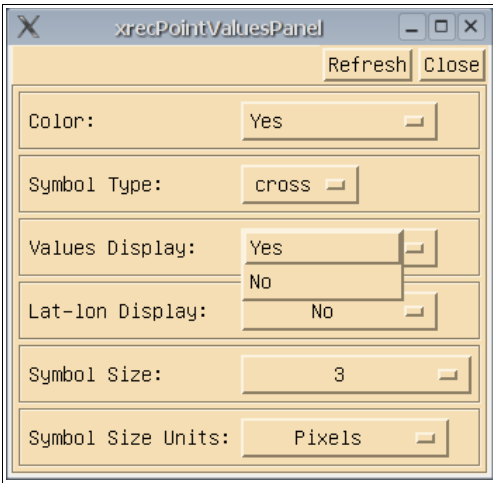 xrecPointValuesPanel
Refresh Close
Color: Yes
Symbol Type: cross
Values Display: Yes
No
Lat-lon Display: No
Symbol Size: 3
Symbol Size Units: Pixels